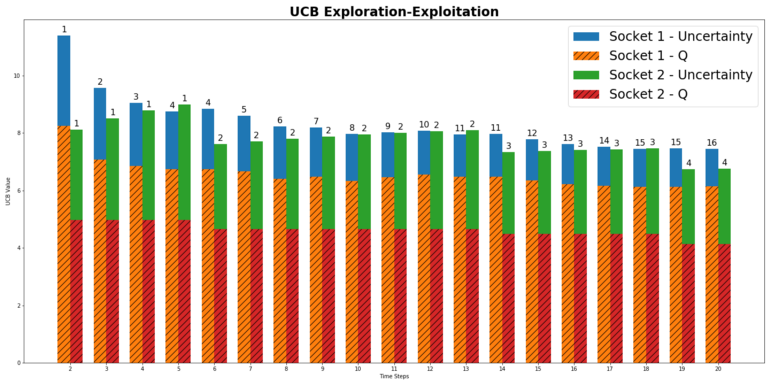 UCB Exploration-Exploitation
Socket 1 - Uncertainty
Socket 1 - Q
Socket 2 - Uncertainty
Socket 2 - Q
UCB Value
10
8
6
4
2
0
1 1 2 1 3 1 4 1 4 2 5 2 6 2 7 2 8 2 9 2 10 2 11 2 11 3 12 3 13 3 14 3 15 3 15 4 16 4
2 3 4 5 6 7 8 9 10 11 12 13 14 15 16 17 18 19 20
Time Steps